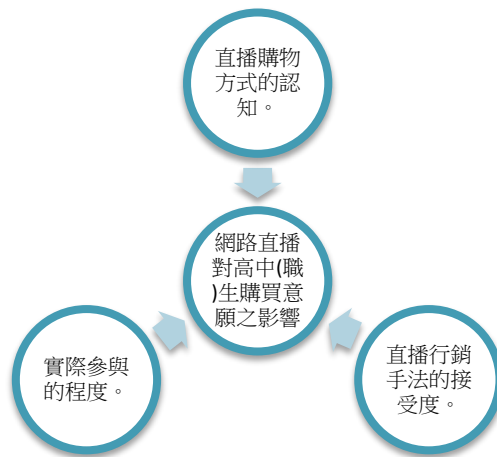 直播購物
方式的認
知。
網路直播
對高中(職
)生購買意
願之影響
實際參與
的程度。
直播行銷
手法的接
受度。